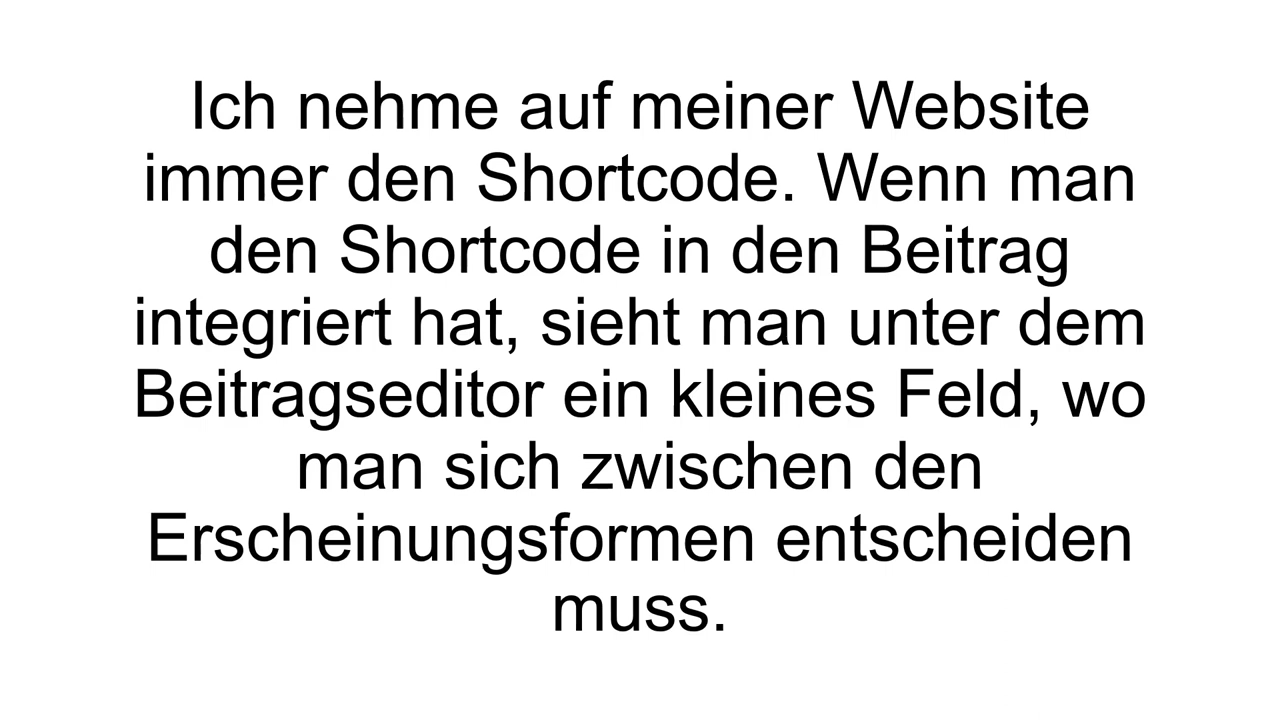 Ich nehme auf meiner Website
immer den Shortcode. Wenn man
den Shortcode in den Beitrag
integriert hat, sieht man unter dem
Beitragseditor ein kleines Feld, wo
man sich zwischen den
Erscheinungsformen entscheiden
muss.